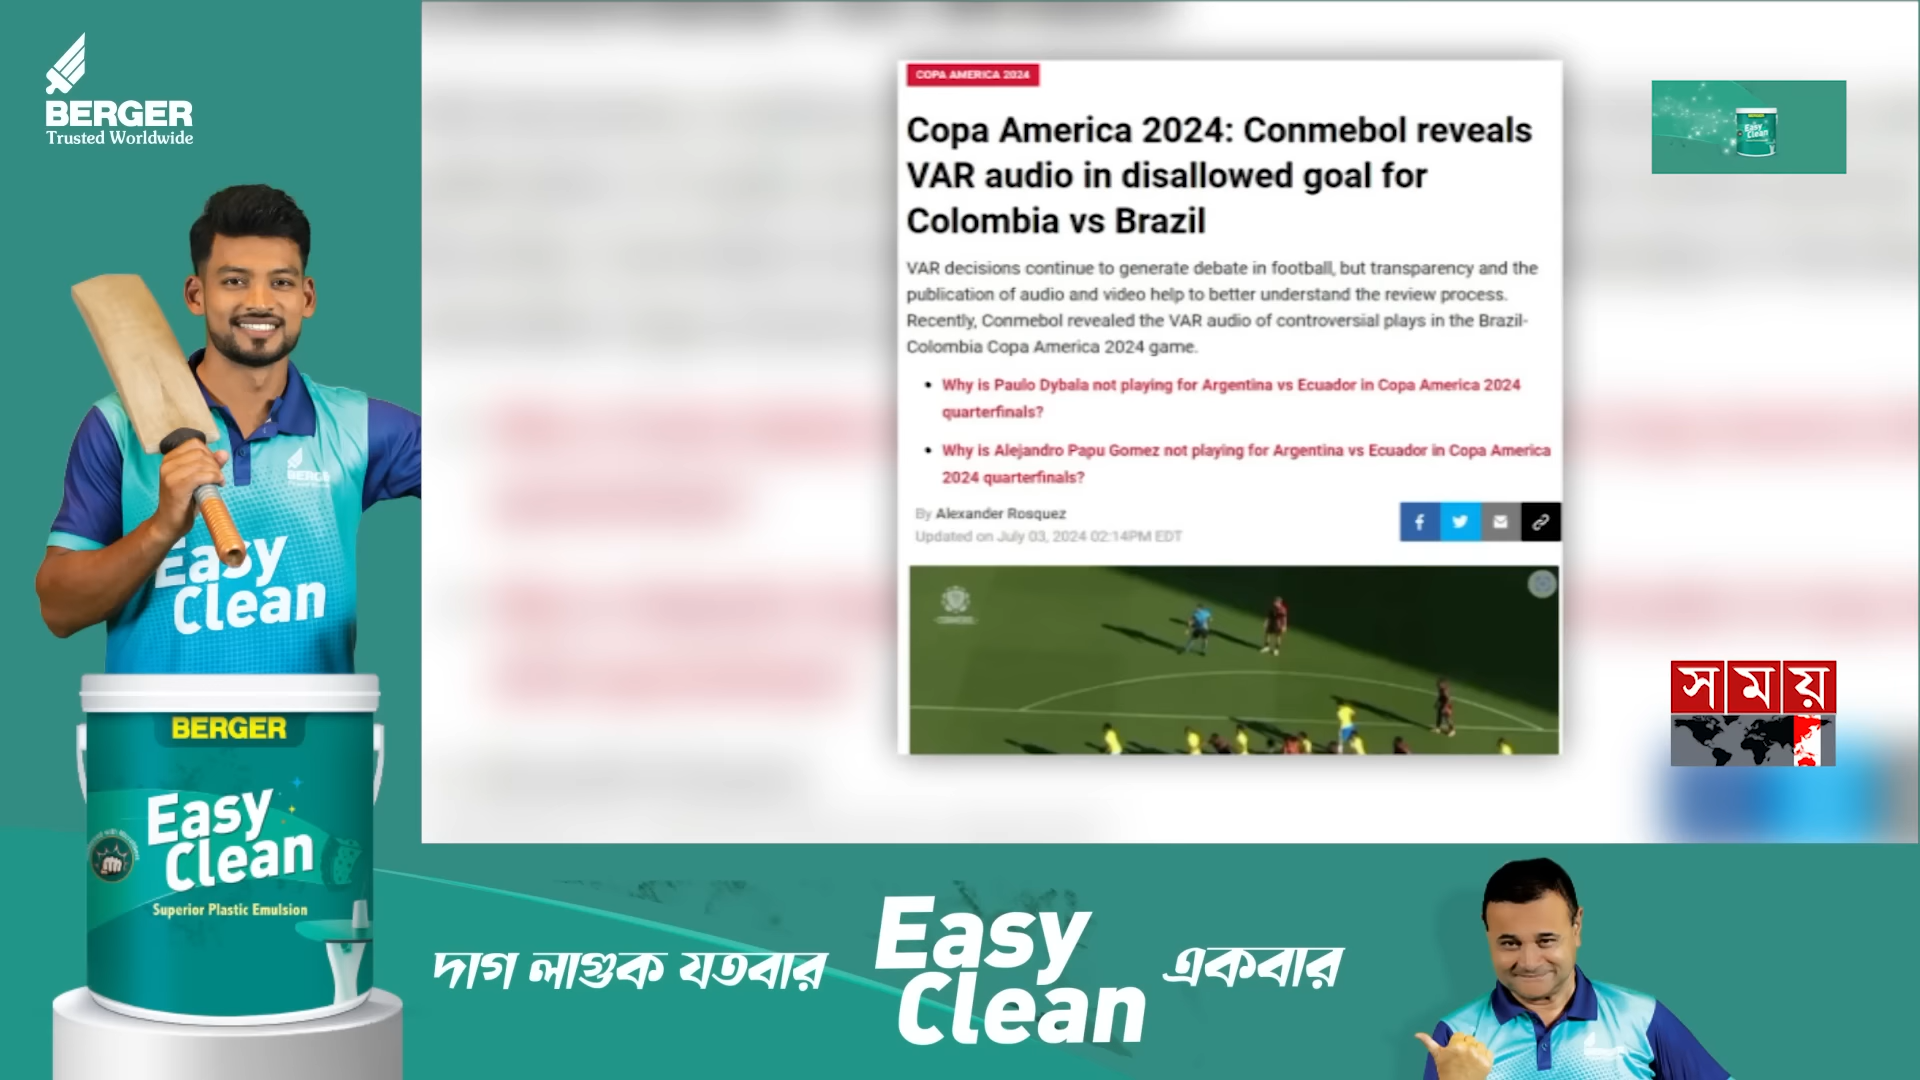 BERGER
Trusted Worldwide
BERGER
Easy
Clean
BERGER
Easy
Clean
Superior Plastic Emulsion
COPA AMERICA 2024
Copa America 2024: Conmebol reveals
VAR audio in disallowed goal for
Colombia vs Brazil
VAR decisions continue to generate debate in football, but transparency and the
publication of audio and video help to better understand the review process.
Recently, Conmebol revealed the VAR audio of controversial plays in the Brazil-
Colombia Copa America 2024 game.
• Why is Paulo Dybala not playing for Argentina vs Ecuador in Copa America 2024
quarterfinals?
• Why is Alejandro Papu Gomez not playing for Argentina vs Ecuador in Copa America
2024 quarterfinals?
By Alexander Rosquez
Updated on July 03, 2024 02:14PM EDT
BERGER
Easy
Clean
সময়
দাগ লাগুক যতবার Easy Clean একবার